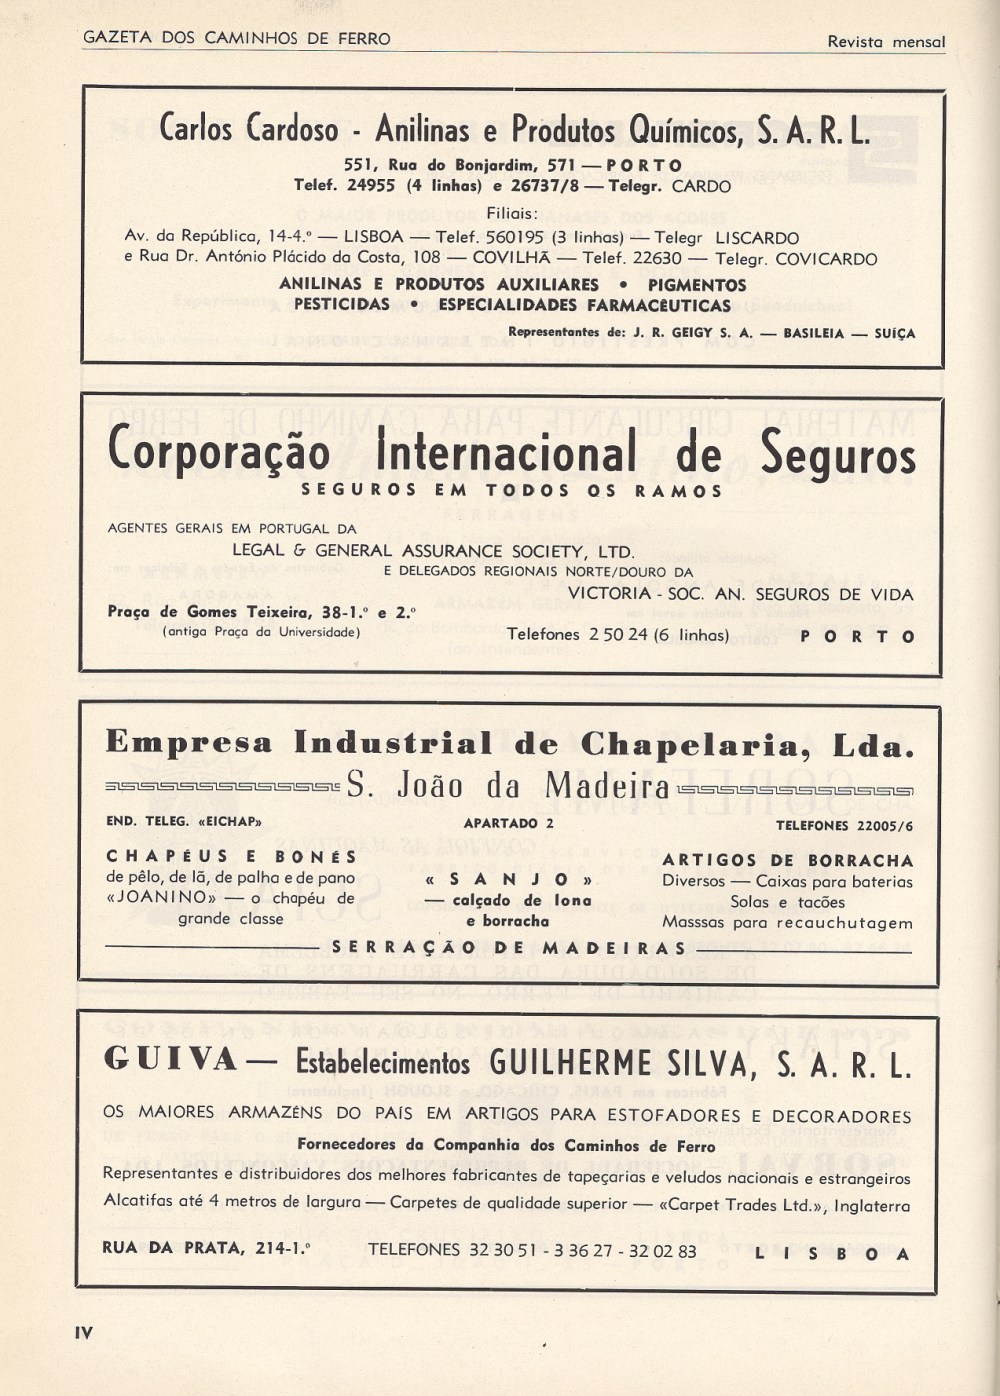 GAZETA DOS CAMINHOS DE FERRO
Revista mensal
Carlos Cardoso - Anilinas e Produtos Químicos, S. A. R. L.
551, Rua do Bonjardim, 571 — PORTO
Telef. 24955 (4 linhas) e 26737/8 — Telegr. CARDO
Filiais:
Av. da República, 14-4.º — LISBOA — Telef. 560195 (3 linhas) — Telegr LISCARDO
e Rua Dr. António Plácido da Costa, 108 — COVILHÃ — Telef. 22630 — Telegr. COVICARDO
ANILINAS E PRODUTOS AUXILIARES • PIGMENTOS
PESTICIDAS • ESPECIALIDADES FARMACÊUTICAS
Representantes de: J. R. GEIGY S. A. — BASILEIA — SUÍÇA
Corporação Internacional de Seguros
SEGUROS EM TODOS OS RAMOS
AGENTES GERAIS EM PORTUGAL DA
LEGAL & GENERAL ASSURANCE SOCIETY, LTD.
E DELEGADOS REGIONAIS NORTE/DOURO DA
VICTORIA - SOC. AN. SEGUROS DE VIDA
Praça de Gomes Teixeira, 38-1.º e 2.º
(antiga Praça da Universidade)
Telefones 2 50 24 (6 linhas) PORTO
Empresa Industrial de Chapelaria, Lda.
S. João da Madeira
END. TELEG. «EICHAP» APARTADO 2 TELEFONES 22005/6
CHAPÉUS E BONÉS
de pêlo, de lã, de palha e de pano
«JOANINO» — o chapéu de
grande classe
« SANJO »
— calçado de lona
e borracha
ARTIGOS DE BORRACHA
Diversos — Caixas para baterias
Solas e tacões
Masssas para recauchutagem
SERRAÇÃO DE MADEIRAS
GUIVA — Estabelecimentos GUILHERME SILVA, S. A. R. L.
OS MAIORES ARMAZÉNS DO PAÍS EM ARTIGOS PARA ESTOFADORES E DECORADORES
Fornecedores da Companhia dos Caminhos de Ferro
Representantes e distribuidores dos melhores fabricantes de tapeçarias e veludos nacionais e estrangeiros
Alcatifas até 4 metros de largura — Carpetes de qualidade superior — «Carpet Trades Ltd.», Inglaterra
RUA DA PRATA, 214-1.º TELEFONES 32 30 51 - 3 36 27 - 32 02 83 LISBOA
IV